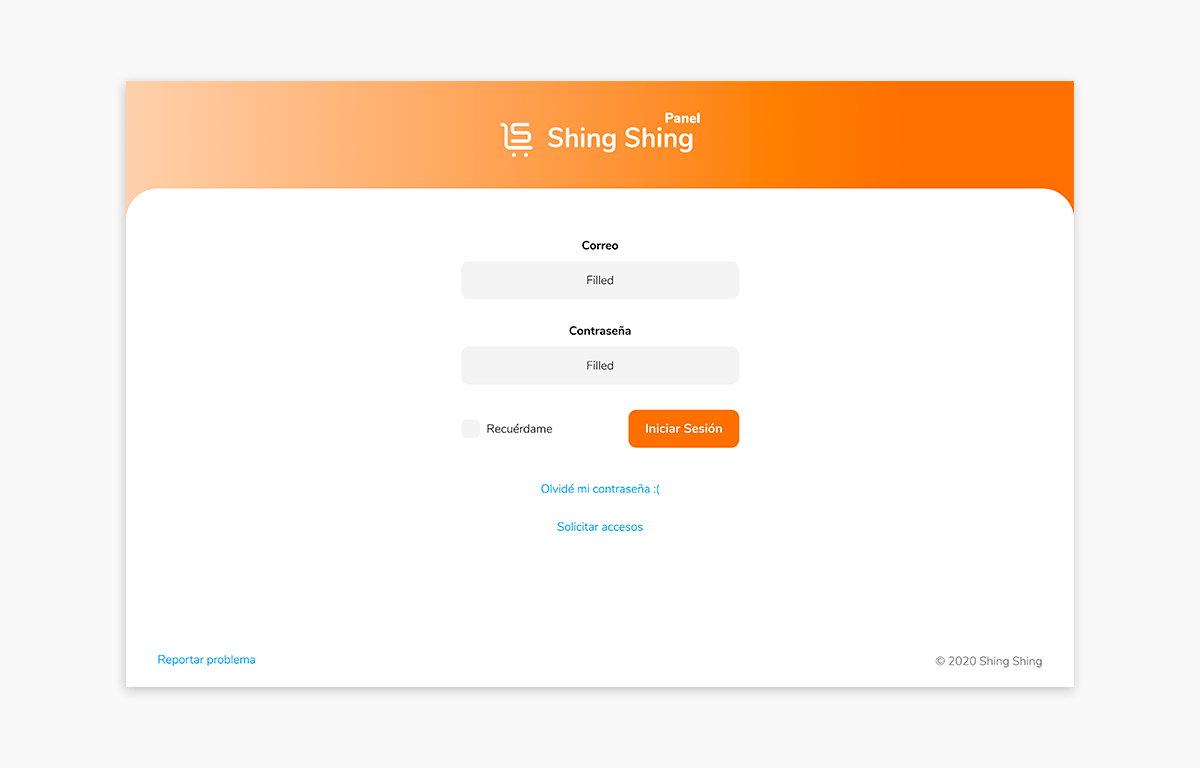 Panel
Shing Shing
Correo
Filled
Contraseña
Filled
Recuérdame
Iniciar Sesión
Olvidé mi contraseña :(
Solicitar accesos
Reportar problema
© 2020 Shing Shing